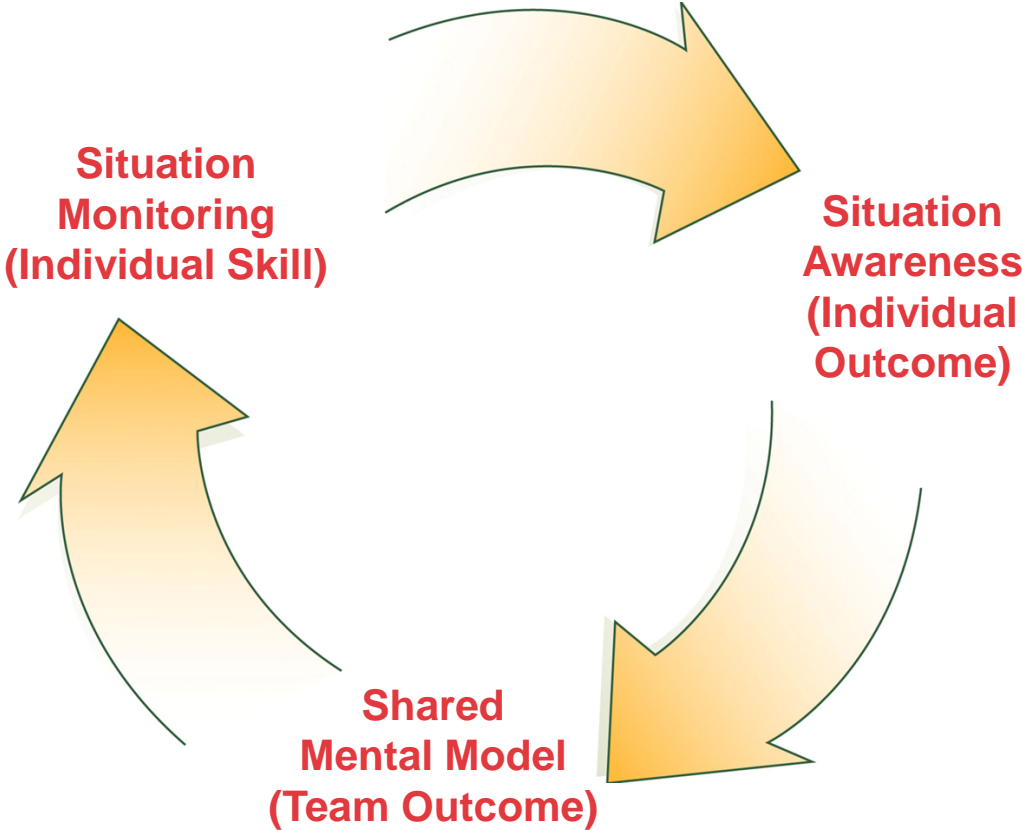 Situation
Monitoring
(Individual Skill)
Situation
Awareness
(Individual
Outcome)
Shared
Mental Model
(Team Outcome)